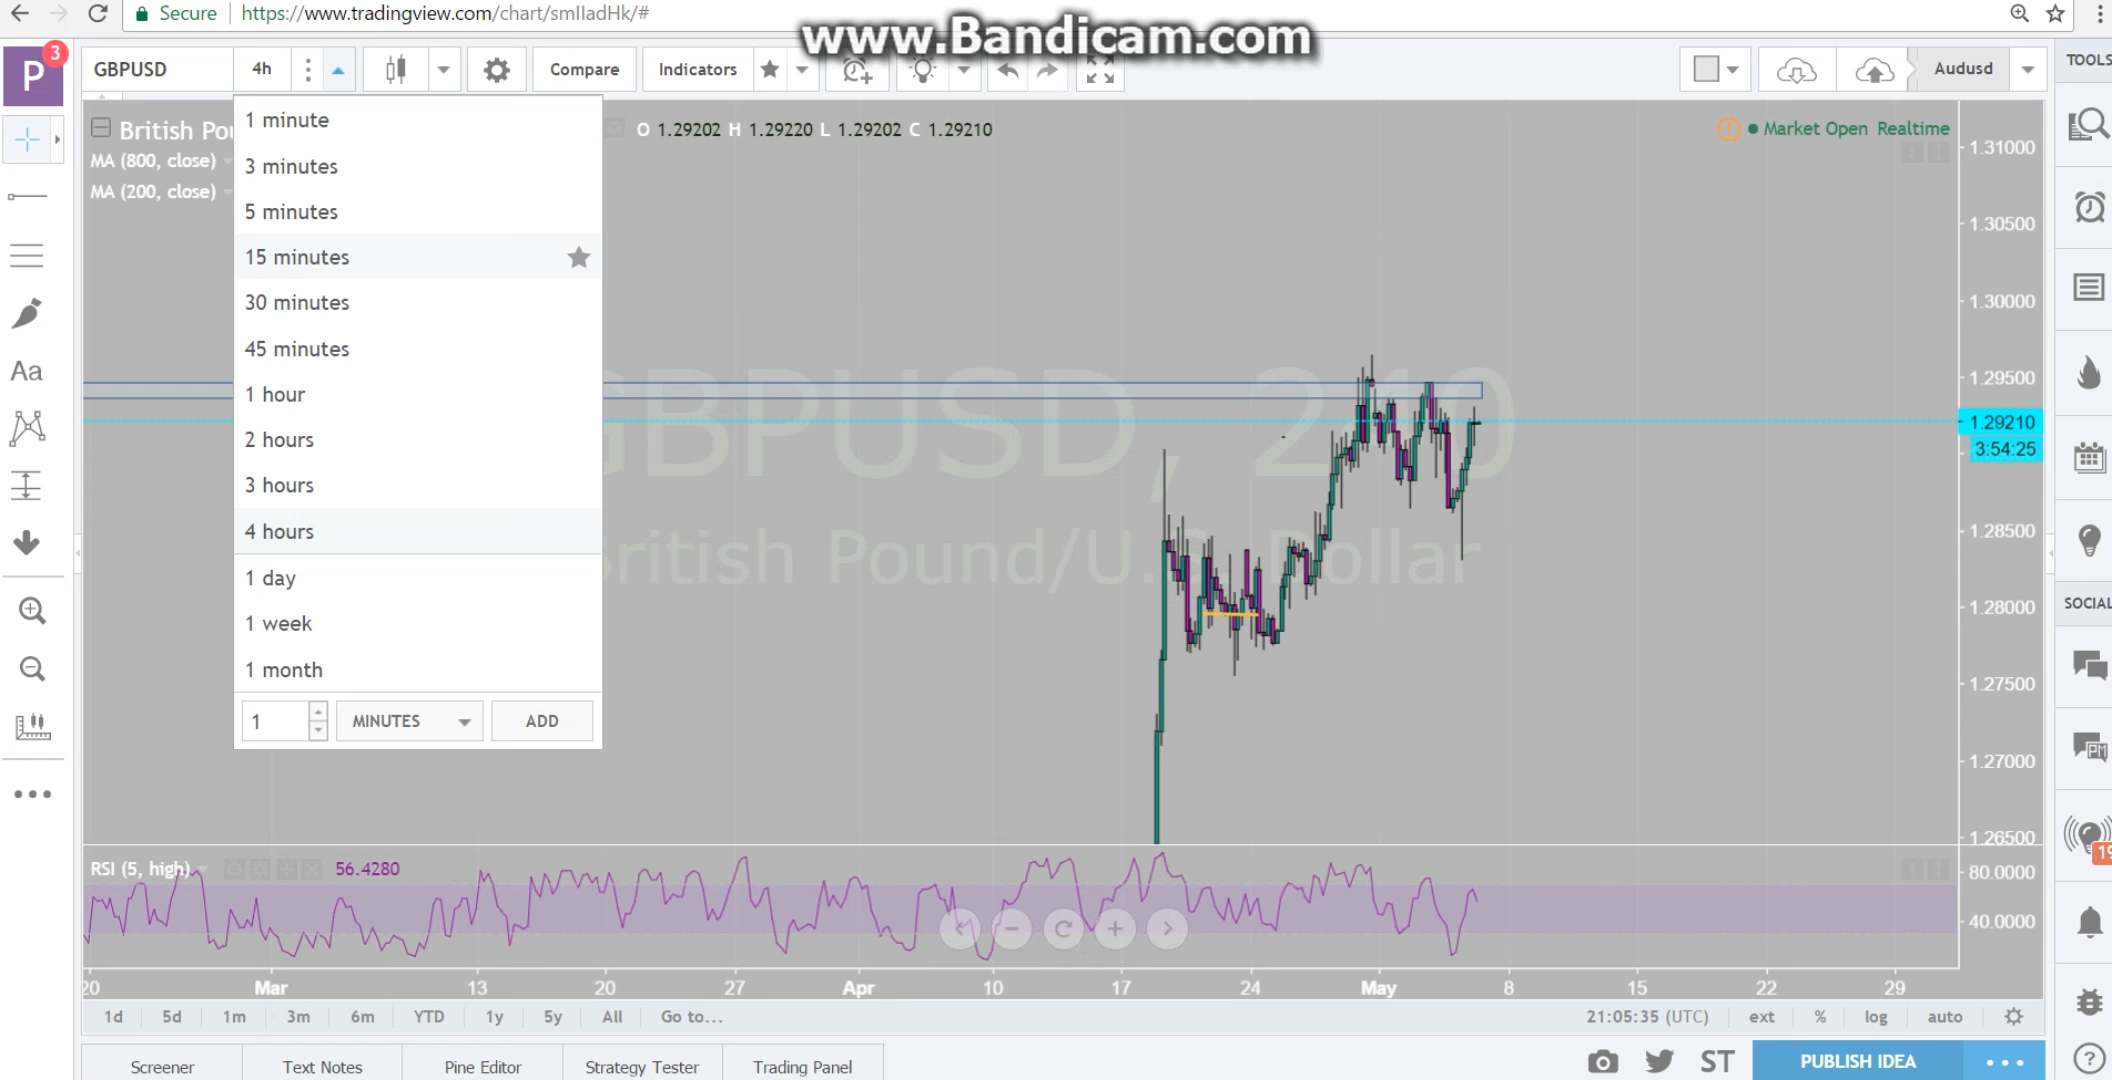 Secure https://www.tradingview.com/chart/smIladHk/#
www.Bandicam.com
P 3
GBPUSD 4h Compare Indicators Audusd
TOOLS
1 minute
3 minutes
5 minutes
15 minutes
30 minutes
45 minutes
1 hour
2 hours
3 hours
4 hours
1 day
1 week
1 month
1 MINUTES ADD
British Pou
O 1.29202 H 1.29220 L 1.29202 C 1.29210
MA (800, close)
MA (200, close)
Market Open Realtime
GBPUSD, 240
British Pound/U.S. Dollar
1.31000
1.30500
1.30000
1.29500
1.29210
3:54:25
1.28500
1.28000
1.27500
1.27000
1.26500
SOCIAL
PM
19
RSI (5, high) 56.4280
80.0000
40.0000
20 Mar 13 20 27 Apr 10 17 24 May 8 15 22 29
1d 5d 1m 3m 6m YTD 1y 5y All Go to... 21:05:35 (UTC) ext % log auto
Screener Text Notes Pine Editor Strategy Tester Trading Panel ST PUBLISH IDEA
Aa